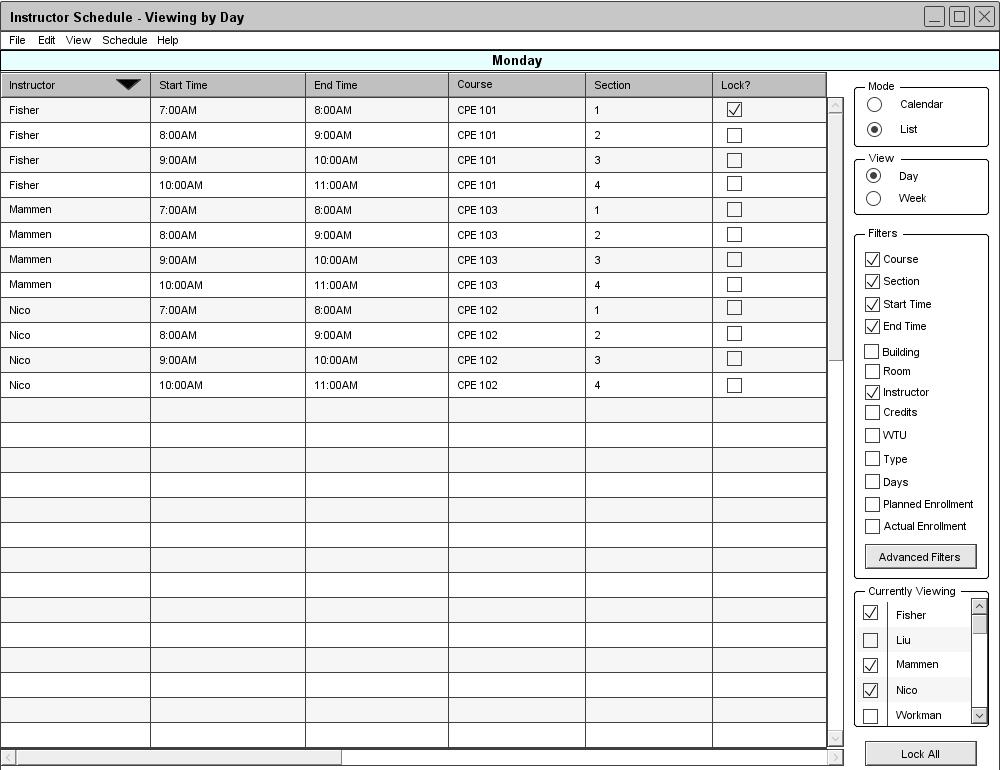 Instructor Schedule - Viewing by Day
File Edit View Schedule Help
Monday
Instructor Start Time End Time Course Section Lock?
Fisher 7:00AM 8:00AM CPE 101 1
Fisher 8:00AM 9:00AM CPE 101 2
Fisher 9:00AM 10:00AM CPE 101 3
Fisher 10:00AM 11:00AM CPE 101 4
Mammen 7:00AM 8:00AM CPE 103 1
Mammen 8:00AM 9:00AM CPE 103 2
Mammen 9:00AM 10:00AM CPE 103 3
Mammen 10:00AM 11:00AM CPE 103 4
Nico 7:00AM 8:00AM CPE 102 1
Nico 8:00AM 9:00AM CPE 102 2
Nico 9:00AM 10:00AM CPE 102 3
Nico 10:00AM 11:00AM CPE 102 4
Mode
Calendar
List
View
Day
Week
Filters
Course
Section
Start Time
End Time
Building
Room
Instructor
Credits
WTU
Type
Days
Planned Enrollment
Actual Enrollment
Advanced Filters
Currently Viewing
Fisher
Liu
Mammen
Nico
Workman
Lock All